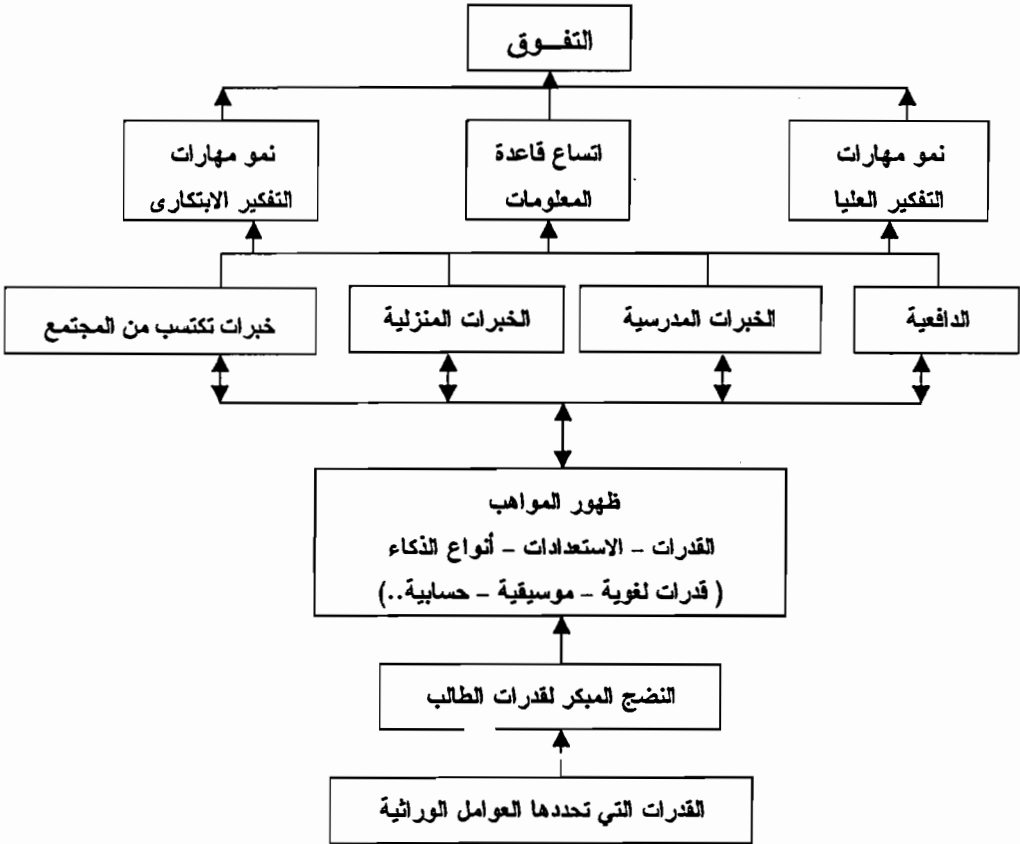 التفـــوق
نمو مهارات
التفكير العليا
اتساع قاعدة
المعلومات
نمو مهارات
التفكير الابتكارى
الدافعية
الخبرات المدرسية
الخبرات المنزلية
خبرات تكتسب من المجتمع
ظهور المواهب
القدرات – الاستعدادات – أنواع الذكاء
( قدرات لغوية – موسيقية – حسابية..)
النضج المبكر لقدرات الطالب
القدرات التي تحددها العوامل الوراثية